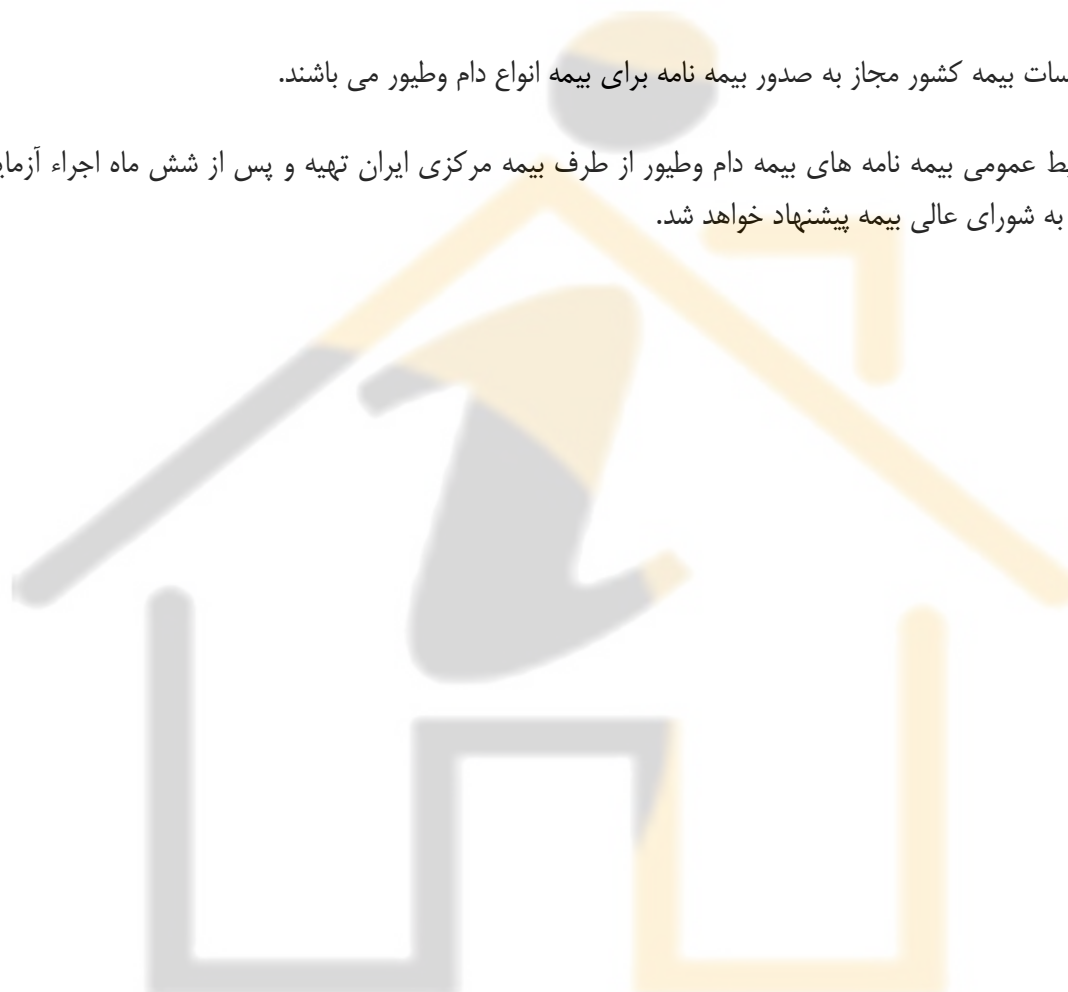 سات بیمه کشور مجاز به صدور بیمه نامه برای بیمه انواع دام وطیور می باشند.
ط عمومی بیمه نامه های بیمه دام وطیور از طرف بیمه مرکزی ایران تهیه و پس از شش ماه اجراء آزمای
به شورای عالی بیمه پیشنهاد خواهد شد.